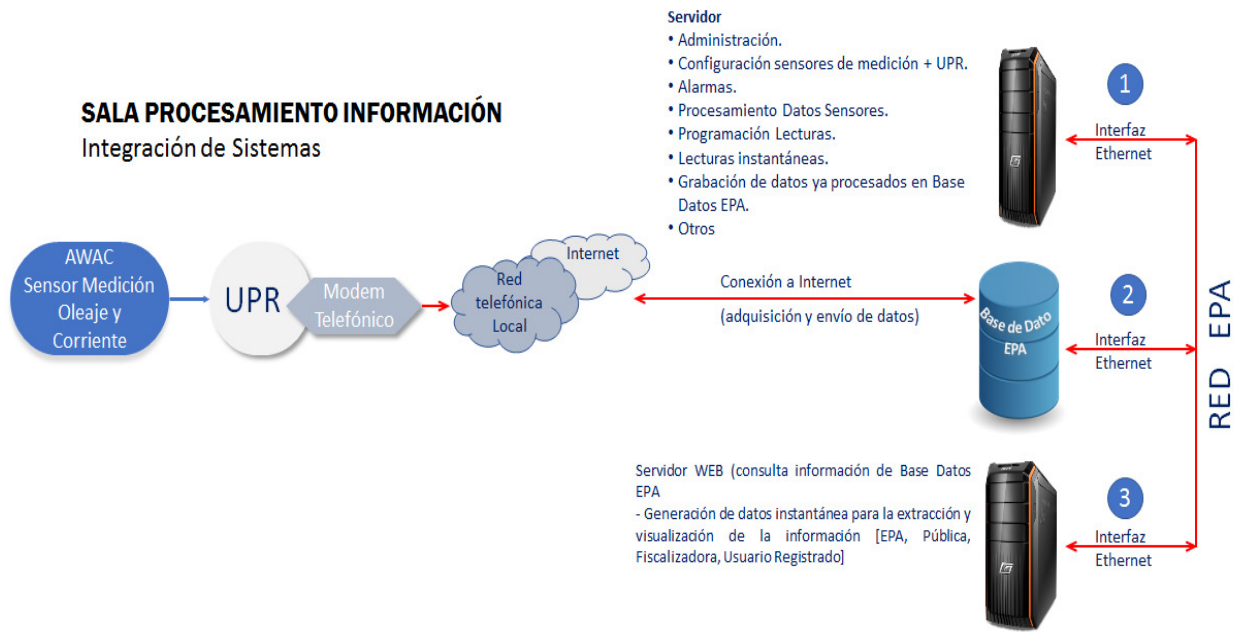 SALA PROCESAMIENTO INFORMACIÓN
Integración de Sistemas
Servidor
• Administración.
• Configuración sensores de medición + UPR.
• Alarmas.
• Procesamiento Datos Sensores.
• Programación Lecturas.
• Lecturas instantáneas.
• Grabación de datos ya procesados en Base
Datos EPA.
• Otros
1
Interfaz
Ethernet
AWAC
Sensor Medición
Oleaje y
Corriente
UPR
Modem
Telefónico
Internet
Red
telefónica
Local
Conexión a Internet
(adquisición y envío de datos)
Base de Dato
EPA
2
Interfaz
Ethernet
RED EPA
Servidor WEB (consulta información de Base Datos
EPA
- Generación de datos instantánea para la extracción y
visualización de la información [EPA, Pública,
Fiscalizadora, Usuario Registrado]
3
Interfaz
Ethernet